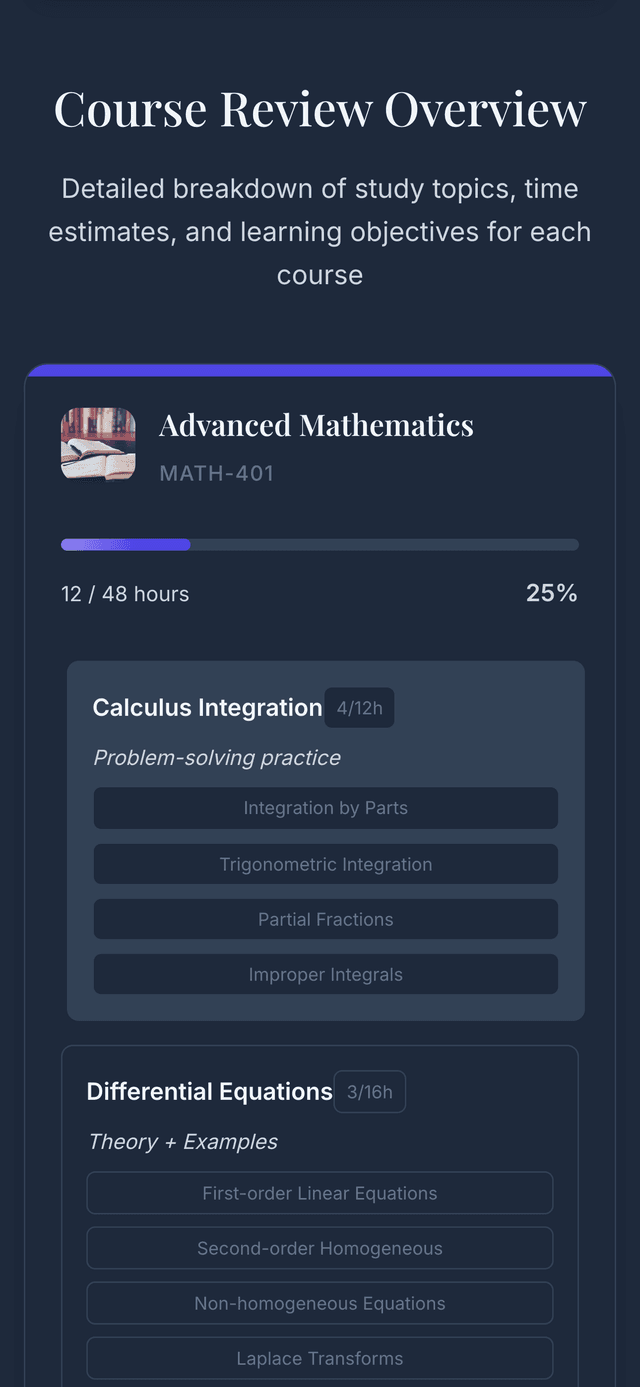 Course Review Overview
Detailed breakdown of study topics, time
estimates, and learning objectives for each
course
Advanced Mathematics
MATH-401
12 / 48 hours
25%
Calculus Integration
4/12h
Problem-solving practice
Integration by Parts
Trigonometric Integration
Partial Fractions
Improper Integrals
Differential Equations
3/16h
Theory + Examples
First-order Linear Equations
Second-order Homogeneous
Non-homogeneous Equations
Laplace Transforms